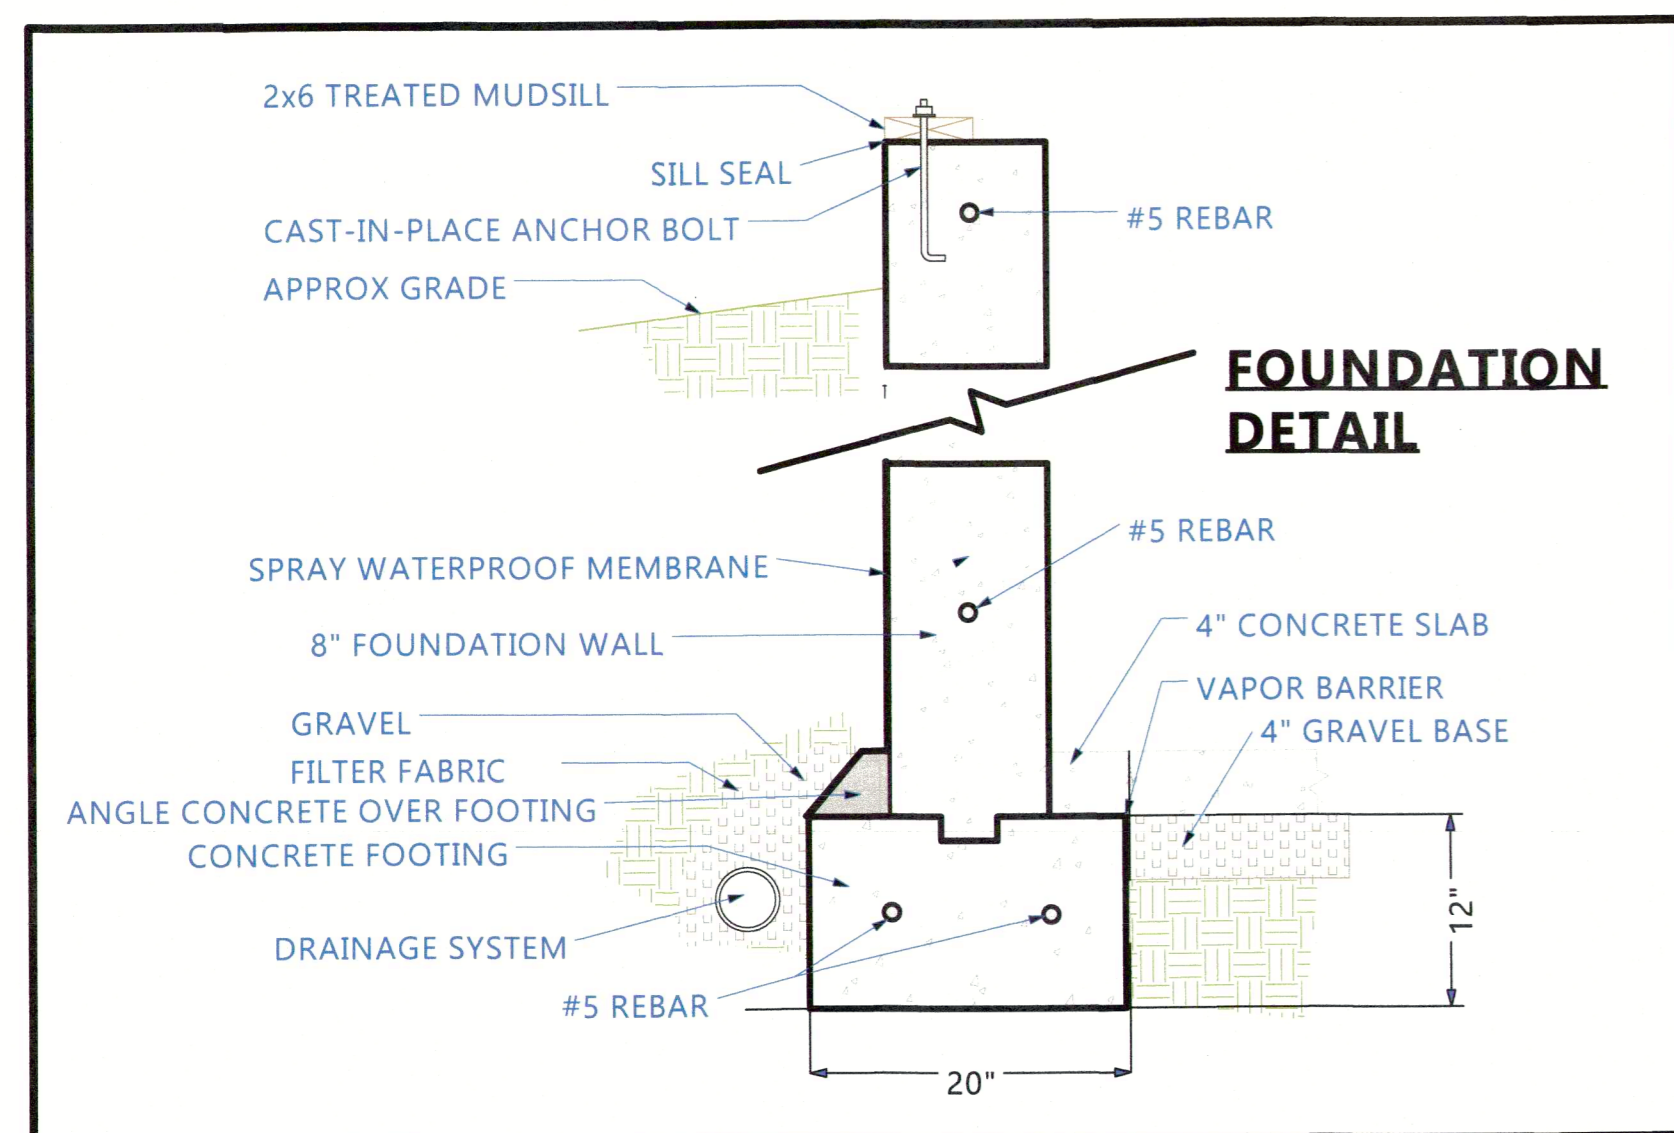 2x6 TREATED MUDSILL
SILL SEAL
CAST-IN-PLACE ANCHOR BOLT
#5 REBAR
APPROX GRADE
FOUNDATION
DETAIL
#5 REBAR
SPRAY WATERPROOF MEMBRANE
8" FOUNDATION WALL
4" CONCRETE SLAB
VAPOR BARRIER
4" GRAVEL BASE
GRAVEL
FILTER FABRIC
ANGLE CONCRETE OVER FOOTING
CONCRETE FOOTING
12"
DRAINAGE SYSTEM
#5 REBAR
20"